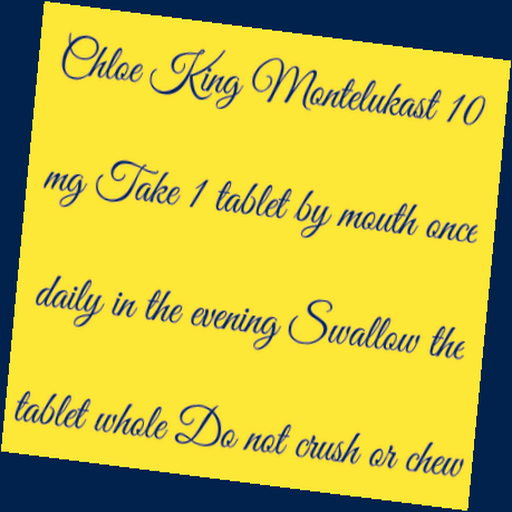 Chloe King Montelukast 10
mg Take 1 tablet by mouth once
daily in the evening Swallow the
tablet whole Do not crush or chew